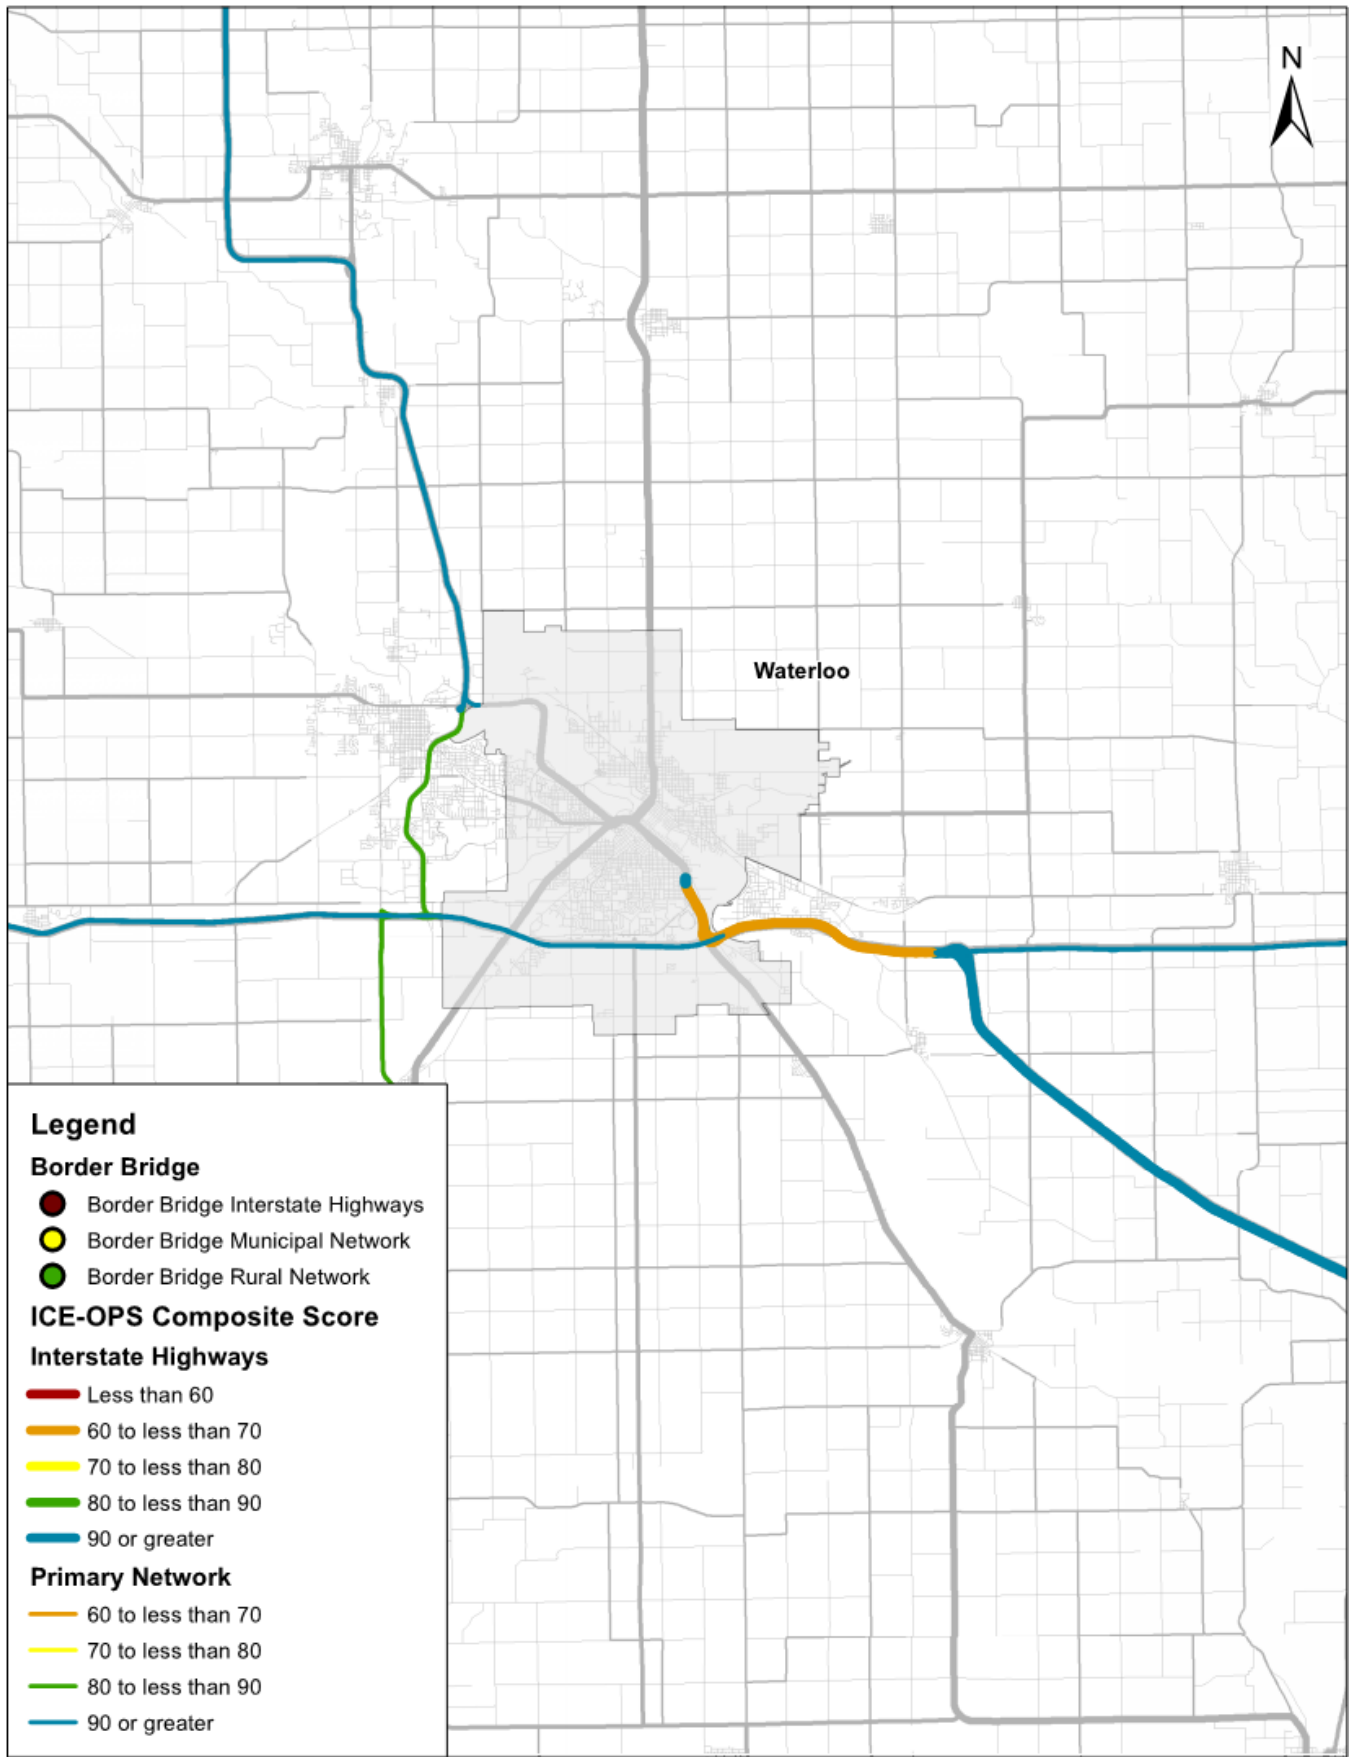 N
Waterloo
Legend
Border Bridge
Border Bridge Interstate Highways
Border Bridge Municipal Network
Border Bridge Rural Network
ICE-OPS Composite Score
Interstate Highways
Less than 60
60 to less than 70
70 to less than 80
80 to less than 90
90 or greater
Primary Network
60 to less than 70
70 to less than 80
80 to less than 90
90 or greater